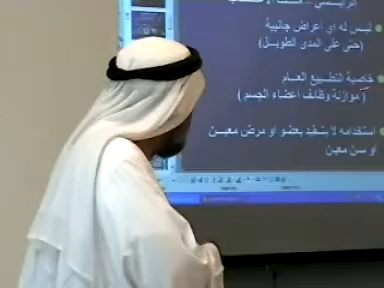 ليس له اي اعراض جانبية
(حتى على المدى الطويل)
خاصية التطبيع العام
(موازنة وظائف اعضاء الجسم)
استخدامه لا يتقيد بعضو او مرض معين
او سن معين